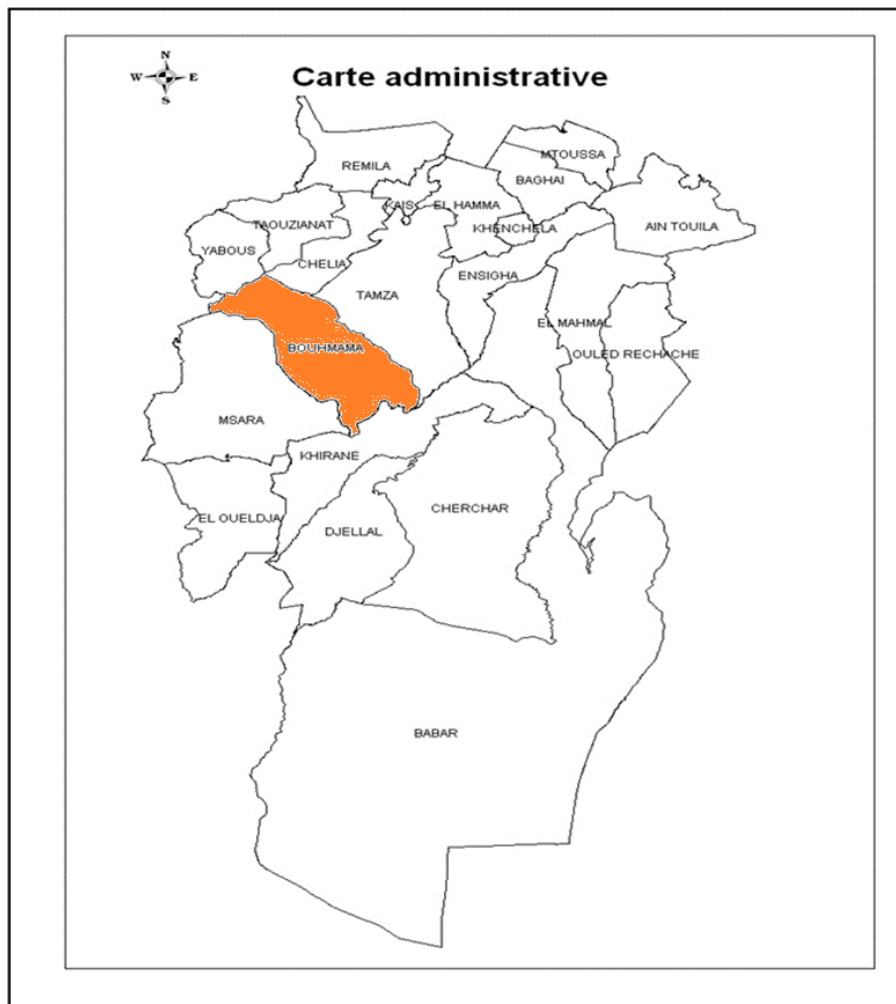 N
W E
S
Carte administrative
MTOUSSA
REMILA
BAGHAI
KAIS
EL HAMMA
TAOUZIANAT
KHENCHELA
AIN TOUILA
YABOUS
CHELIA
ENSIGHA
TAMZA
EL MAHMAL
BOUHMAMA
OULED RECHACHE
MSARA
KHIRANE
CHERCHAR
EL OUELDJA
DJELLAL
BABAR